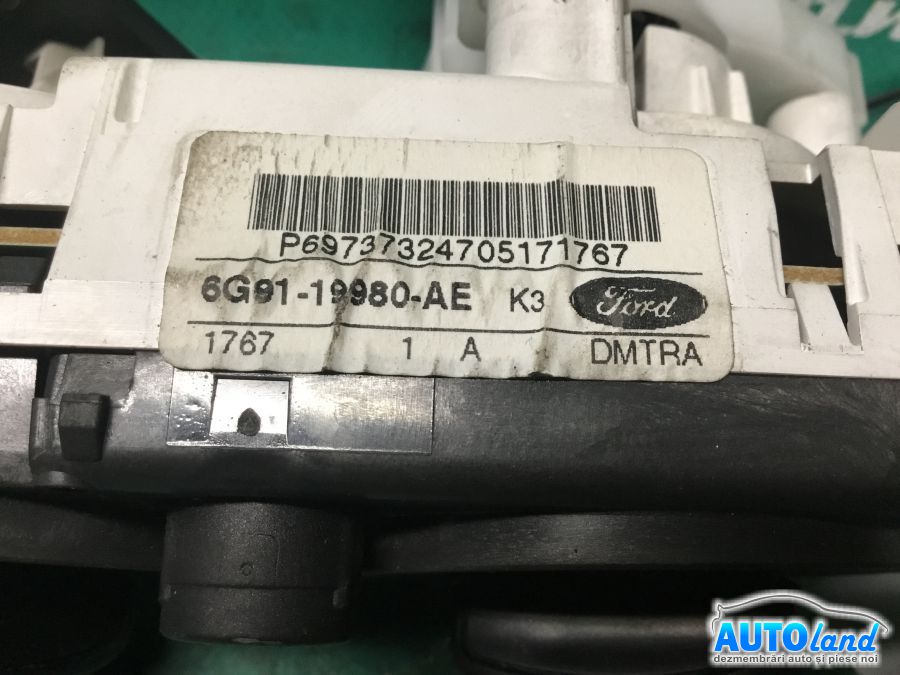 P69737324705171767
6G91-19980-AE K3 Ford
1767 1 A DMTRA
AUTOland
dezmembrări auto și piese noi